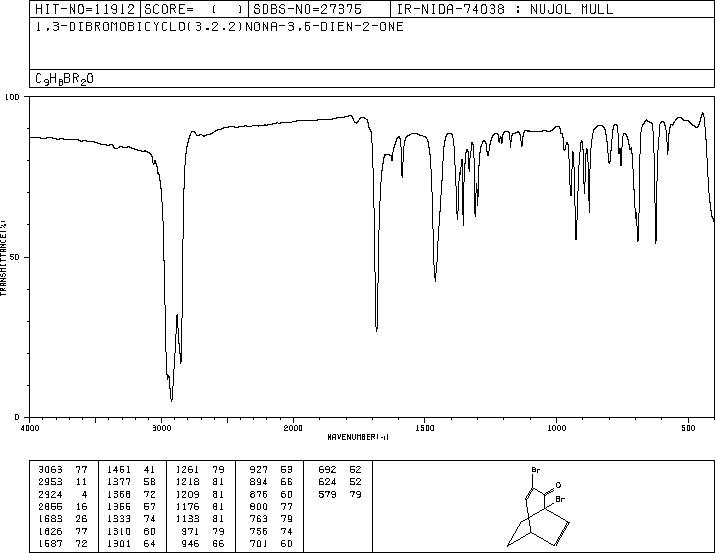 HIT-NO=11912 SCORE= ( ) SDBS-NO=27375 IR-NIDA-74038 : NUJOL MULL
1,3-DIBROMOBICYCLO(3.2.2)NONA-3,6-DIEN-2-ONE
C9H8BR2O
100
50
0
TRANSMITTANCE(%)
4000 3000 2000 1500 1000 500
WAVENUMBER(-1)
3063 77 1461 41 1261 79 927 53 692 52
2953 11 1377 58 1218 81 894 66 624 52
2924 4 1368 72 1209 81 876 60 579 79
2855 16 1355 57 1176 81 800 77
1683 26 1333 74 1133 81 763 79
1626 77 1310 60 971 79 756 74
1587 72 1301 64 946 66 701 60
Br
O
Br